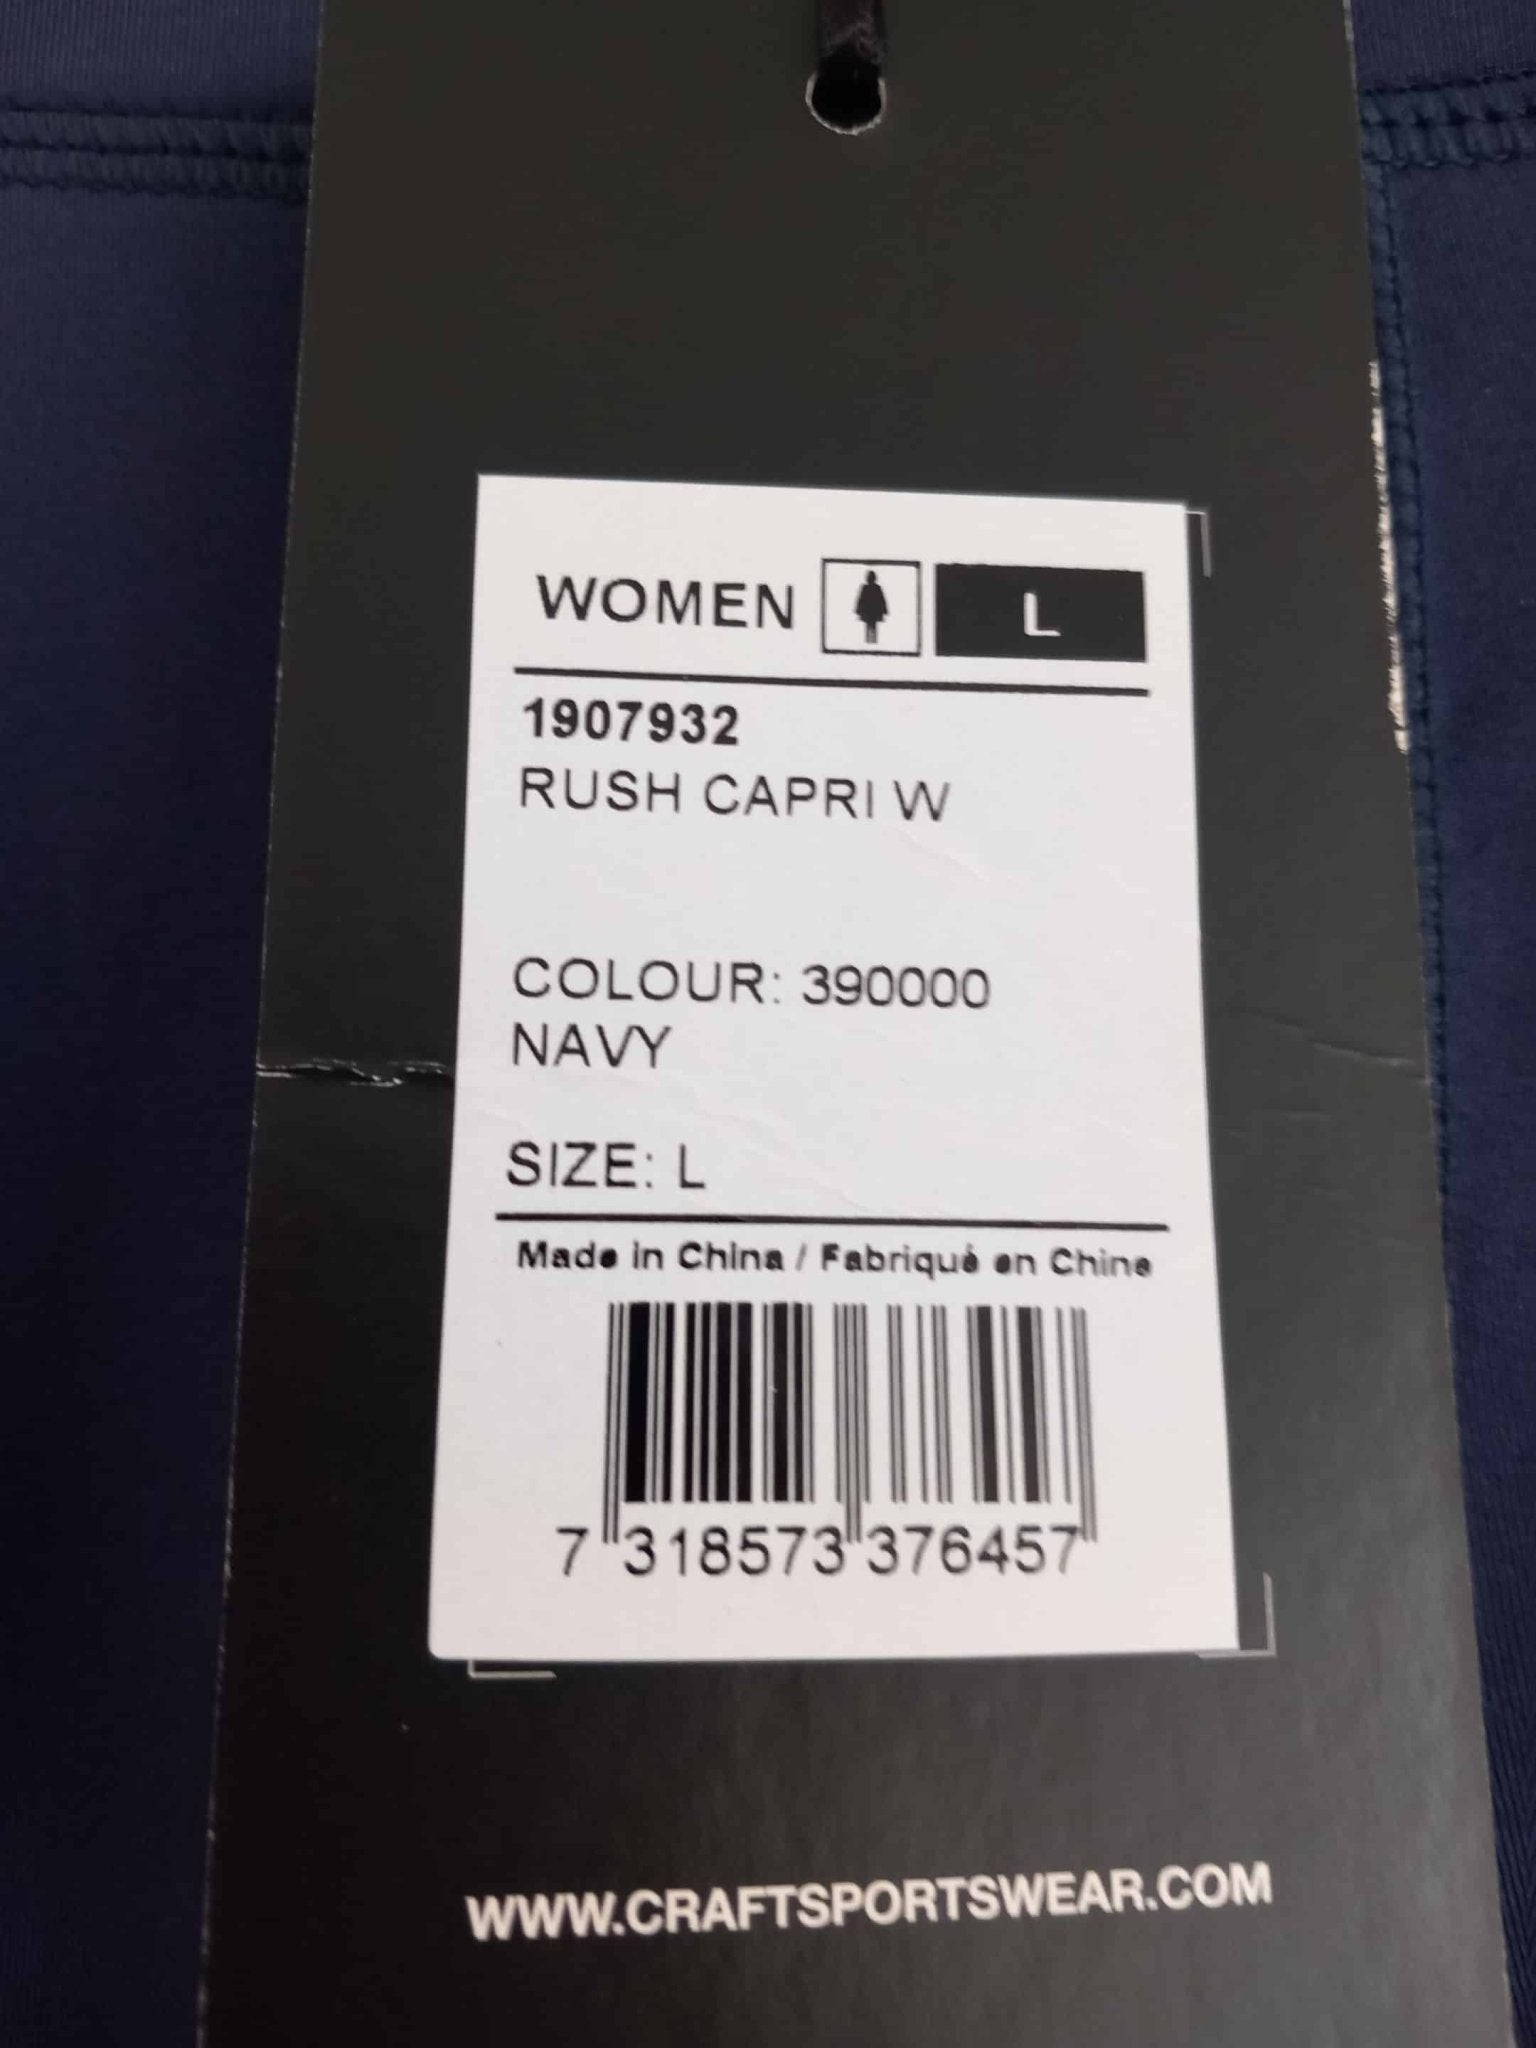 WOMEN L
1907932
RUSH CAPRI W
COLOUR: 390000
NAVY
SIZE: L
Made in China / Fabriqué en Chine
7 318573 376457
WWW.CRAFTSPORTSWEAR.COM